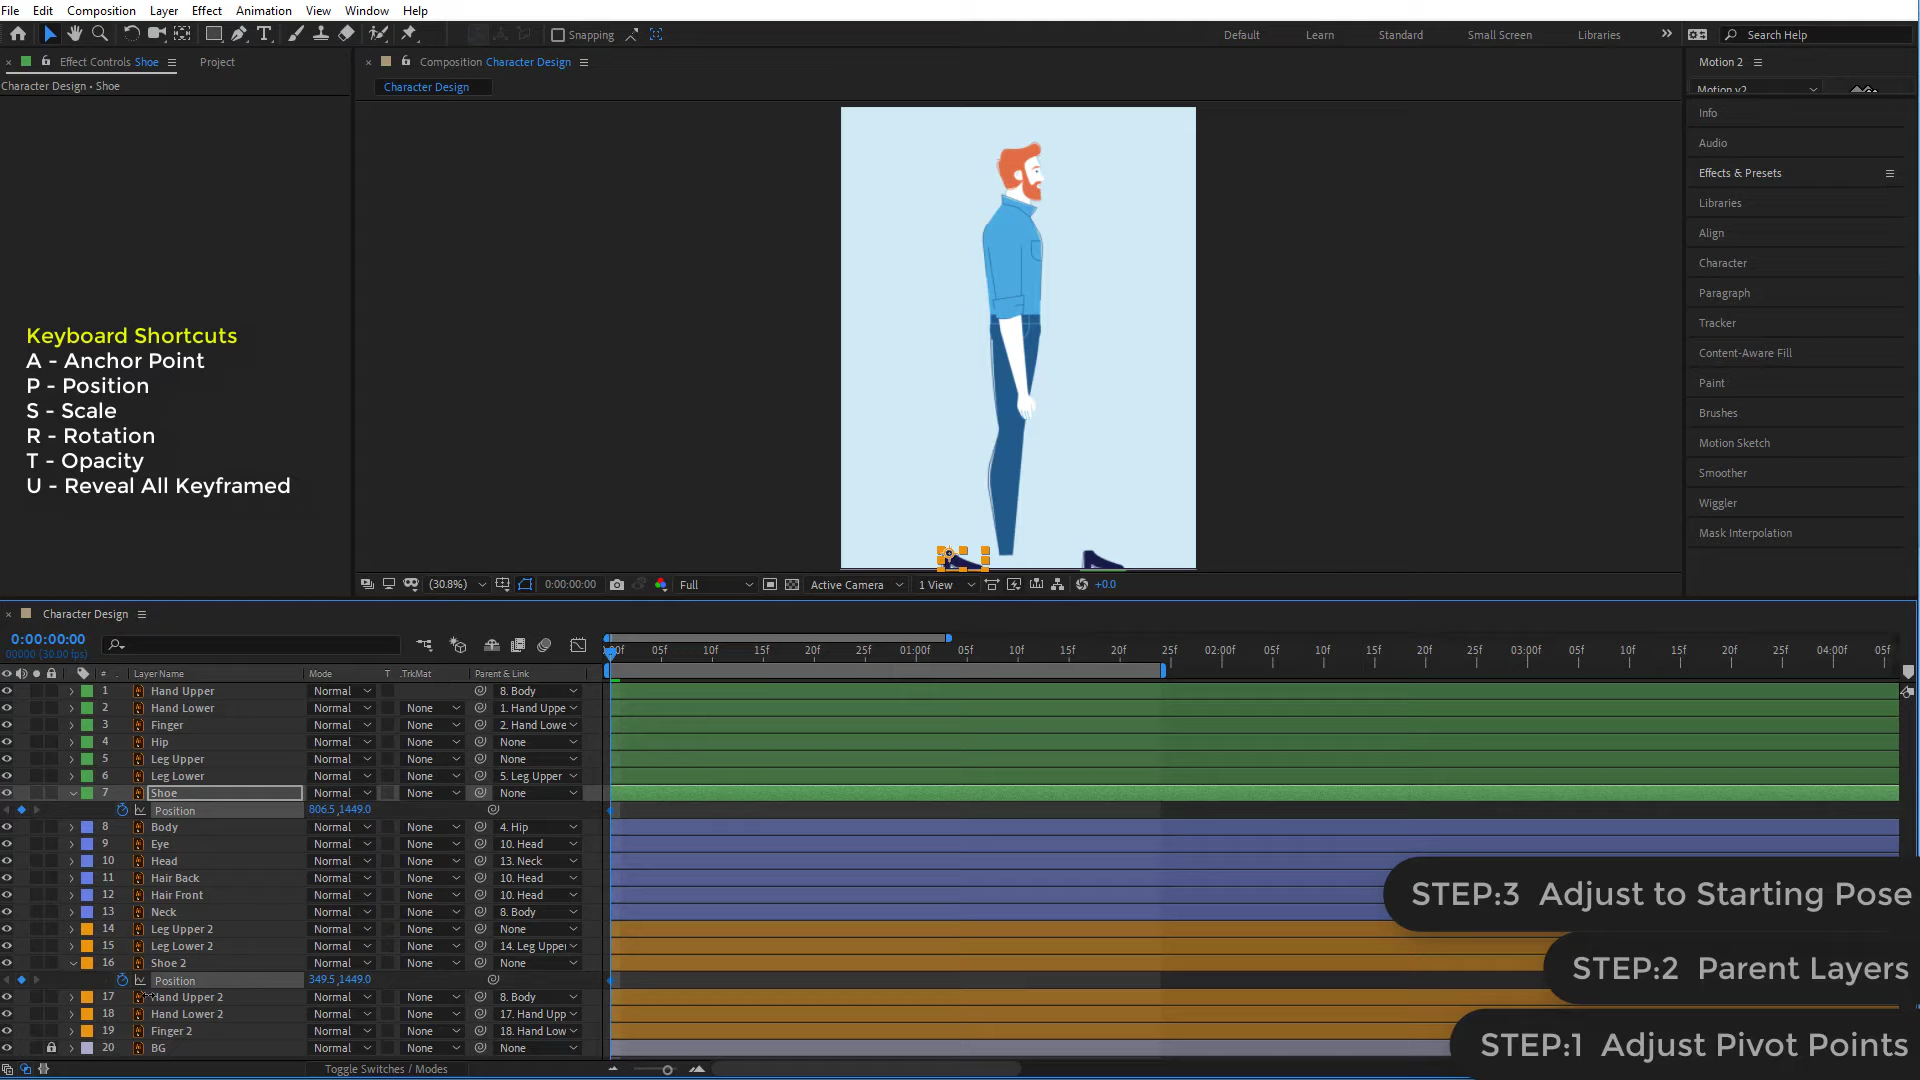 File Edit Composition Layer Effect Animation View Window Help
Snapping
Default Learn Standard Small Screen Libraries
Search Help
Effect Controls Shoe
Project
Character Design • Shoe
Composition Character Design
Character Design
Motion 2
Motion v2
Info
Audio
Effects & Presets
Libraries
Align
Character
Paragraph
Tracker
Content-Aware Fill
Paint
Brushes
Motion Sketch
Smoother
Wiggler
Mask Interpolation
Keyboard Shortcuts
A - Anchor Point
P - Position
S - Scale
R - Rotation
T - Opacity
U - Reveal All Keyframed
(30.8%) 0:00:00:00 Full Active Camera 1 View +0.0
Character Design
0:00:00:00
00000 (30.00 fps)
:00f 05f 10f 15f 20f 25f 01:00f 05f 10f 15f 20f 25f 02:00f 05f 10f 15f 20f 25f 03:00f 05f 10f 15f 20f 25f 04:00f 05f
# Layer Name Mode T .TrkMat Parent & Link
1 Hand Upper Normal 8. Body
2 Hand Lower Normal None 1. Hand Uppe
3 Finger Normal None 2. Hand Lowe
4 Hip Normal None None
5 Leg Upper Normal None None
6 Leg Lower Normal None 5. Leg Upper
7 Shoe Normal None None
Position 806.5,1449.0
8 Body Normal None 4. Hip
9 Eye Normal None 10. Head
10 Head Normal None 13. Neck
11 Hair Back Normal None 10. Head
12 Hair Front Normal None 10. Head
13 Neck Normal None 8. Body
14 Leg Upper 2 Normal None None
15 Leg Lower 2 Normal None 14. Leg Uppe
16 Shoe 2 Normal None None
Position 349.5,1449.0
17 Hand Upper 2 Normal None 8. Body
18 Hand Lower 2 Normal None 17. Hand Upp
19 Finger 2 Normal None 18. Hand Low
20 BG Normal None None
Toggle Switches / Modes
STEP:3 Adjust to Starting Pose
STEP:2 Parent Layers
STEP:1 Adjust Pivot Points